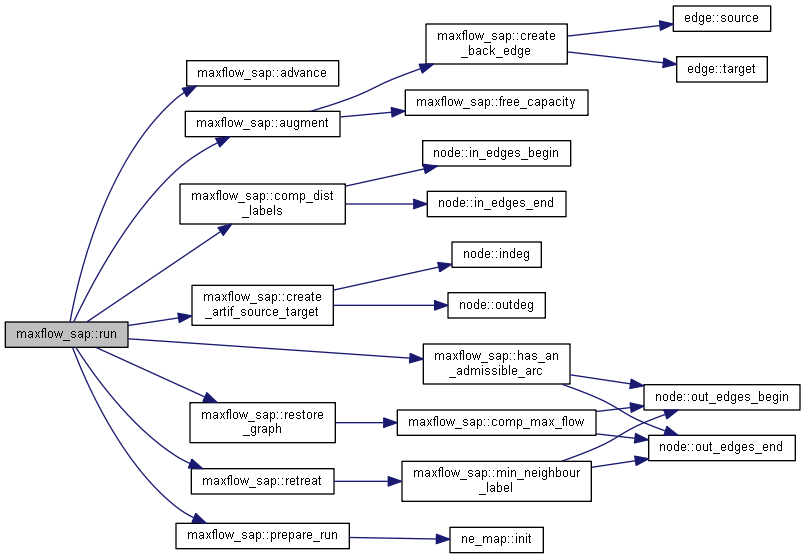 maxflow_sap::run
maxflow_sap::advance
maxflow_sap::augment
maxflow_sap::create
_back_edge
edge::source
edge::target
maxflow_sap::free_capacity
maxflow_sap::comp_dist
_labels
node::in_edges_begin
node::in_edges_end
maxflow_sap::create
_artif_source_target
node::indeg
node::outdeg
maxflow_sap::has_an
_admissible_arc
node::out_edges_begin
node::out_edges_end
maxflow_sap::restore
_graph
maxflow_sap::comp_max_flow
maxflow_sap::retreat
maxflow_sap::min_neighbour
_label
maxflow_sap::prepare_run
ne_map::init